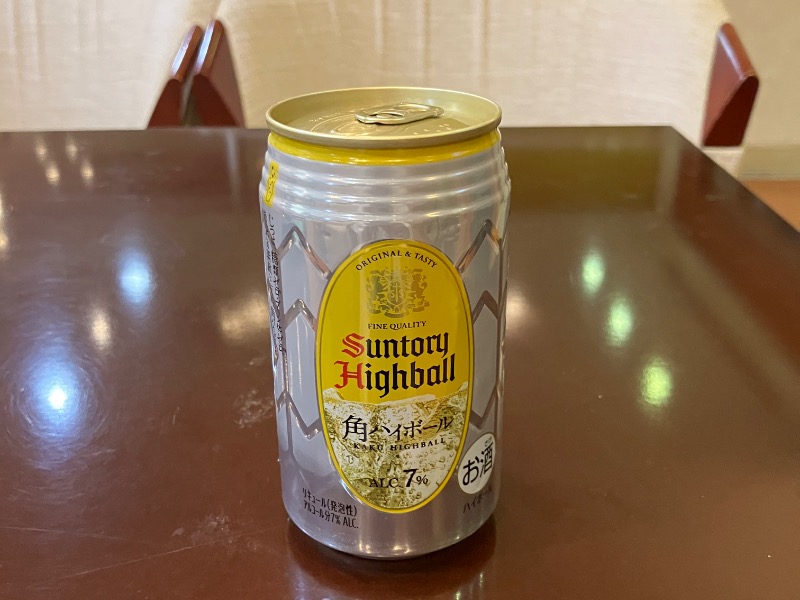 ORIGINAL & TASTY
FINE QUALITY
Suntory
Highball
角ハイボール
KAKU HIGHBALL
ALC. 7%
お酒
リキュール(発泡性)
アルコール分7% ALC.